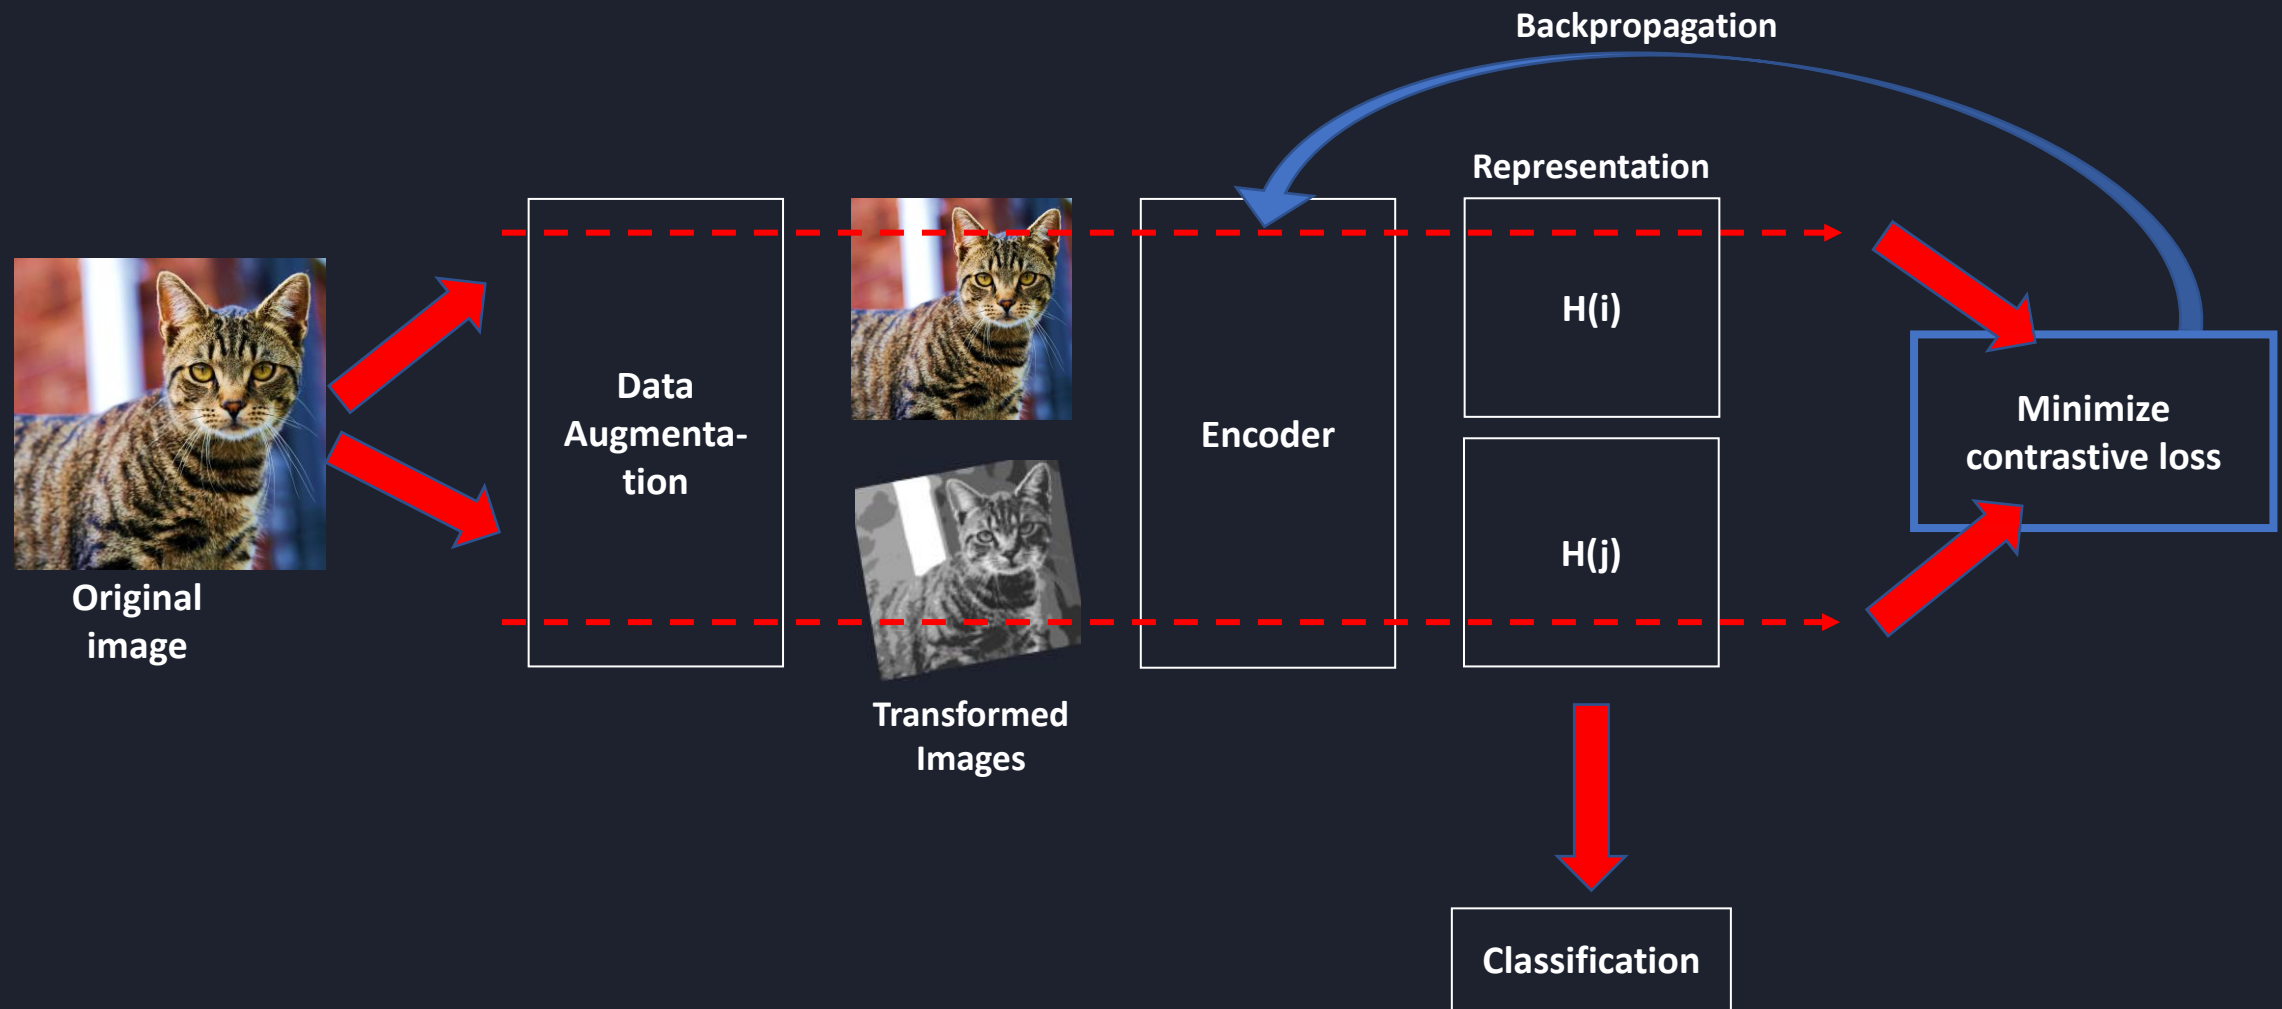 Backpropagation
Representation
Original
image
Data
Augmenta-
tion
Transformed
Images
Encoder
H(i)
H(j)
Minimize
contrastive loss
Classification